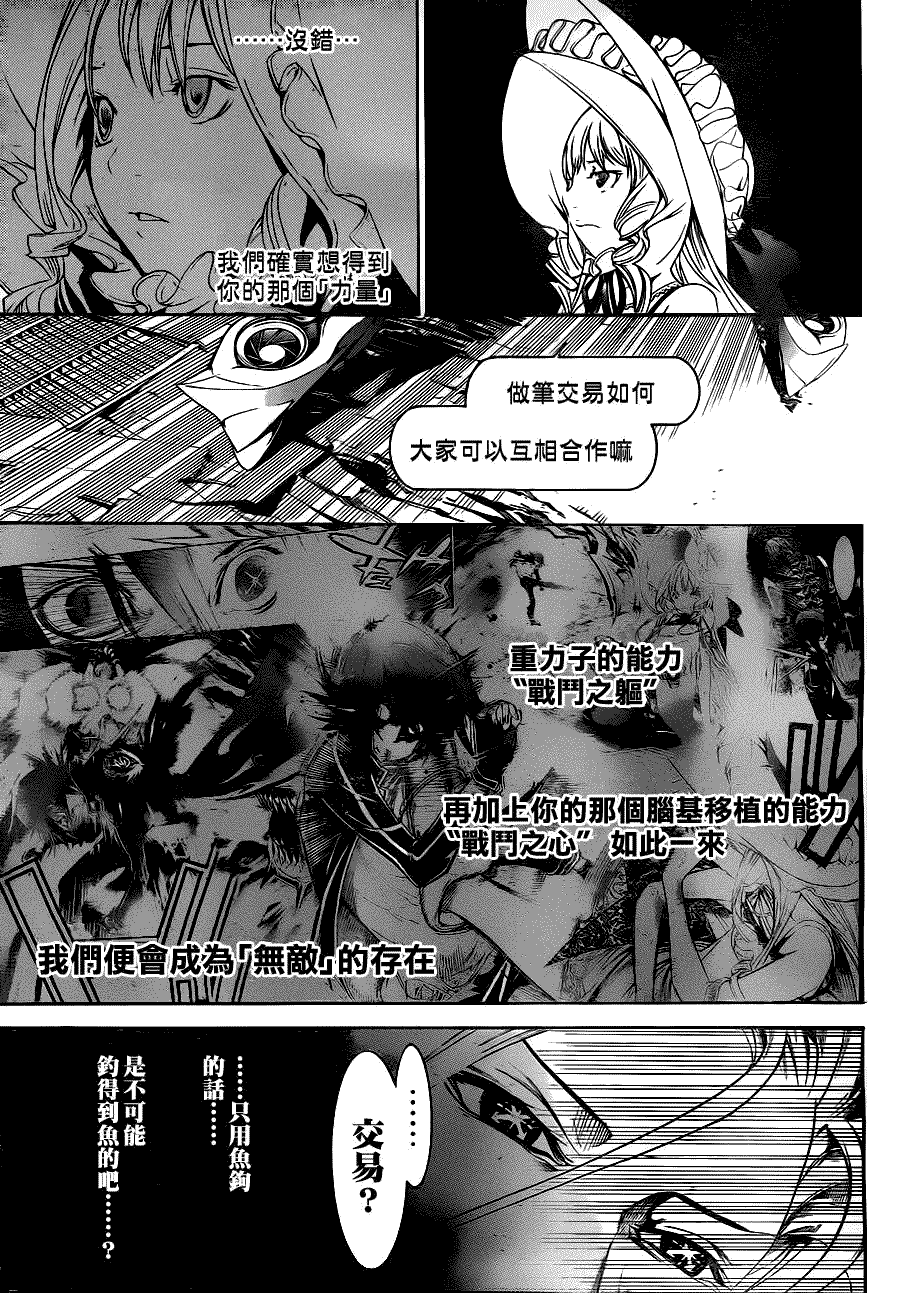 ……沒錯…
我們確實想得到
你的那個「力量」
做筆交易如何
大家可以互相合作嘛
重力子的能力
“戰鬥之軀”
再加上你的那個腦基移植的能力
“戰鬥之心” 如此一來
我們便會成為「無敵」的存在
……
交易？
……只用魚鉤
的話……
是不可能
釣得到魚的吧……？